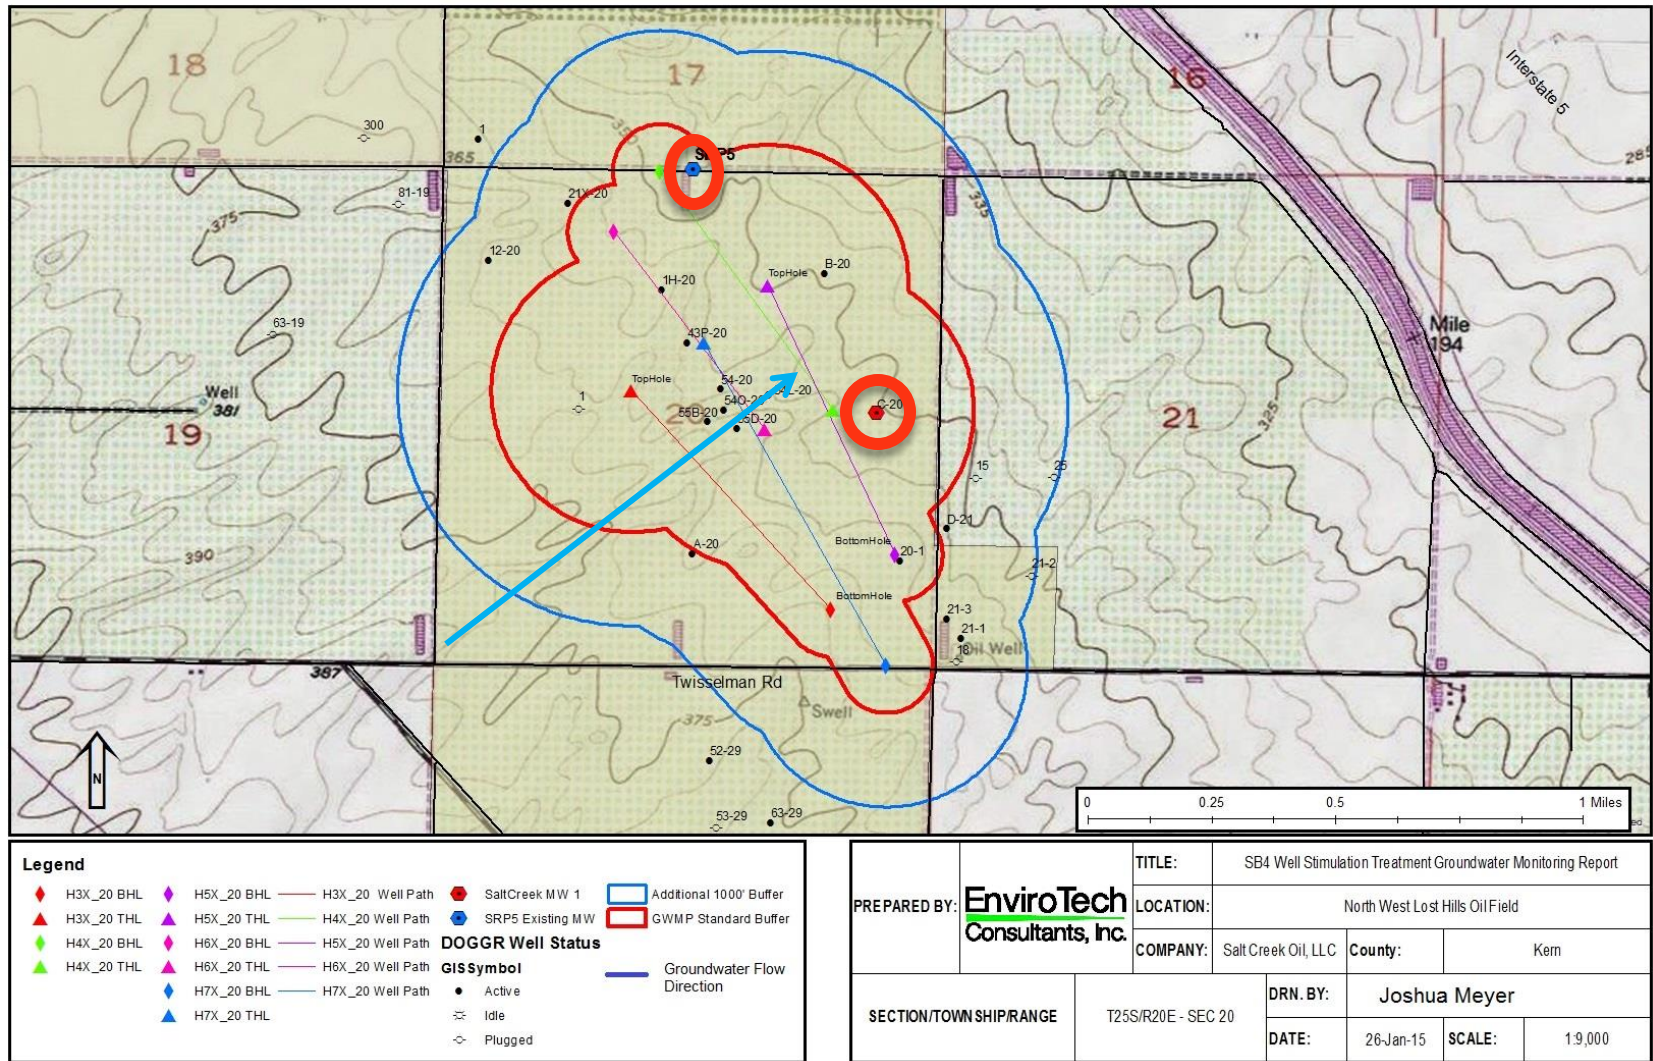 18
17
16
Interstate 5
300
1
350
SRP5
365
285
81-19
21X-20
335
375
12-20
B-20
TopHole
1H-20
63-19
43P-20
Mile
194
TopHole
54-20
Well
381
1
54L-20
C-20
55B-20
20
19
21
325
15
25
D-21
BottomHole
A-20
20-1
390
21-2
BottomHole
21-3
21-1
18
Oil Well
387
Twisselman Rd
375
Swell
N
52-29
53-29
63-29
0 0.25 0.5 1 Miles
Legend
H3X_20 BHL
H3X_20 THL
H4X_20 BHL
H4X_20 THL
H5X_20 BHL
H5X_20 THL
H6X_20 BHL
H6X_20 THL
H7X_20 BHL
H7X_20 THL
H3X_20 Well Path
H4X_20 Well Path
H5X_20 Well Path
H6X_20 Well Path
H7X_20 Well Path
SaltCreek MW 1
SRP5 Existing MW
DOGGR Well Status
GISSymbol
Active
Idle
Plugged
Additional 1000' Buffer
GWMP Standard Buffer
Groundwater Flow
Direction
PREPARED BY:
EnviroTech
Consultants, Inc.
TITLE: SB4 Well Stimulation Treatment Groundwater Monitoring Report
LOCATION: North West Lost Hills Oil Field
COMPANY: Salt Creek Oil, LLC County: Kern
SECTION/TOWNSHIP/RANGE T25S/R20E - SEC 20
DRN. BY: Joshua Meyer
DATE: 26-Jan-15 SCALE: 1:9,000